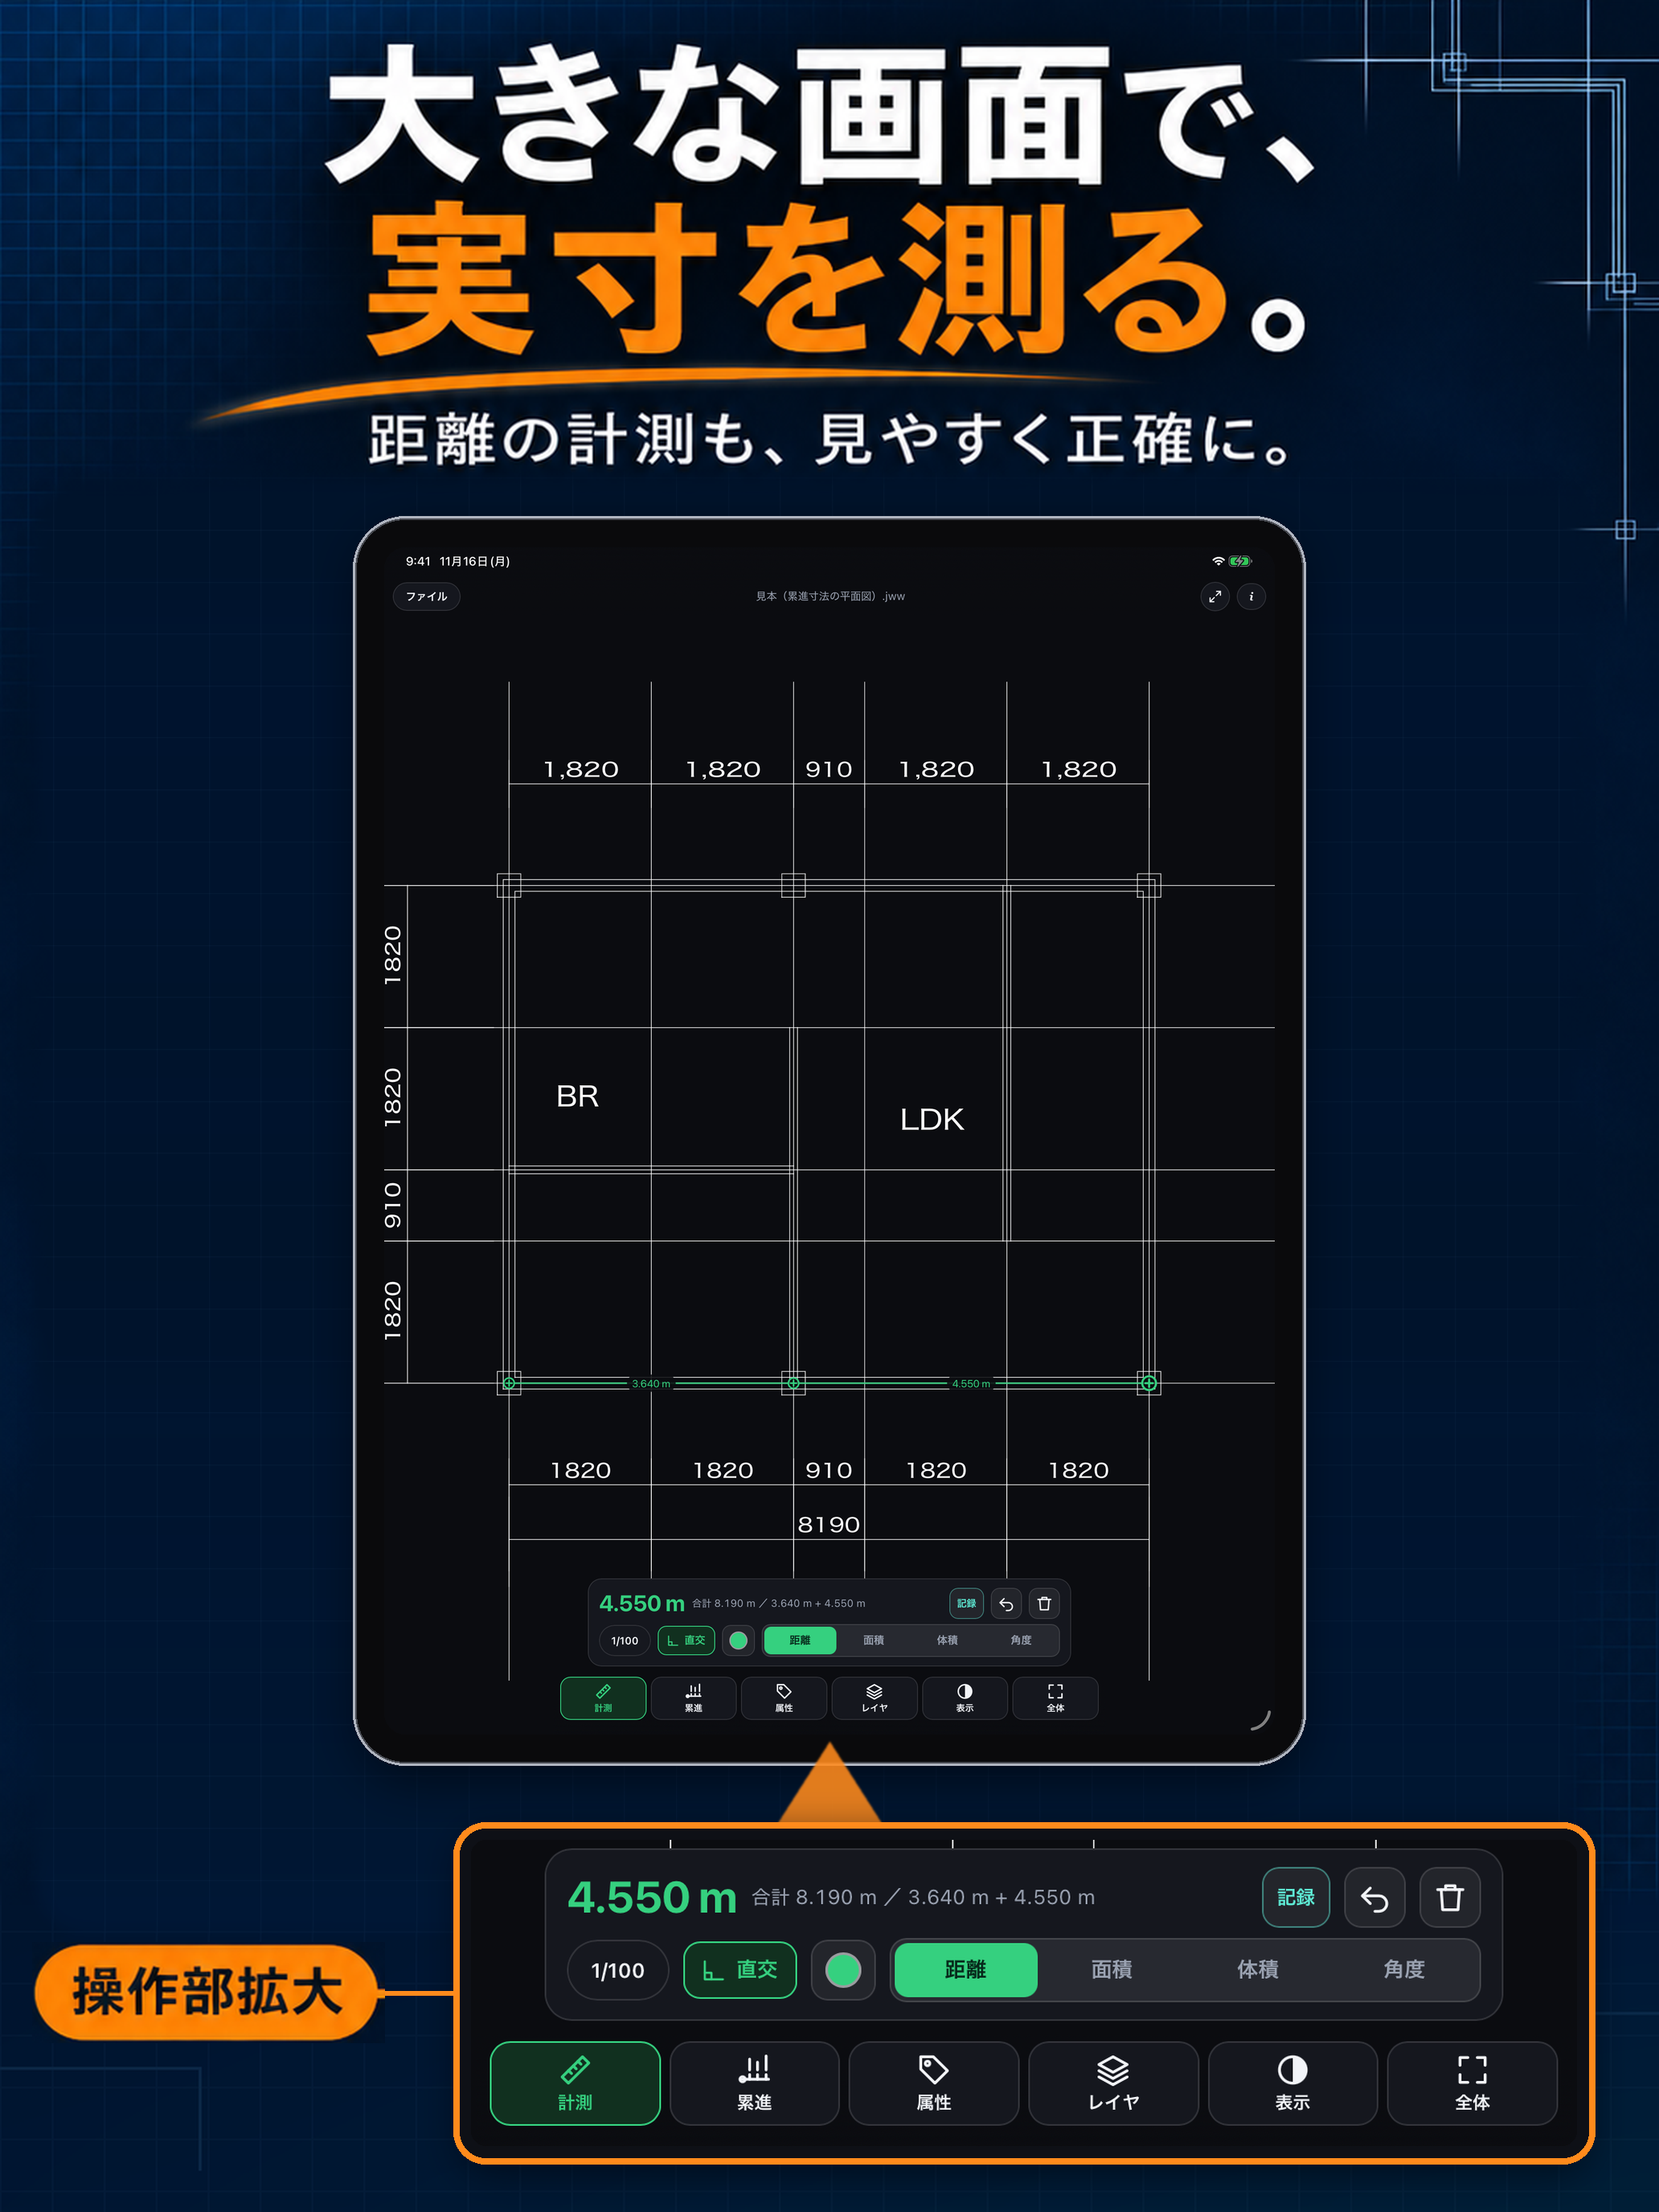 大きな画面で、
実寸を測る。
距離の計測も、見やすく正確に。
9:41 11月16日(月)
ファイル 見本（累進寸法の平面図）.jww i
1,820 1,820 910 1,820 1,820
1820
1820
910
1820
BR
LDK
3.640 m 4.550 m
1820 1820 910 1820 1820
8190
4.550 m 合計 8.190 m ／ 3.640 m + 4.550 m 記録
1/100 直交 距離 面積 体積 角度
計測 累進 属性 レイヤ 表示 全体
操作部拡大
4.550 m 合計 8.190 m ／ 3.640 m + 4.550 m 記録
1/100 直交 距離 面積 体積 角度
計測 累進 属性 レイヤ 表示 全体